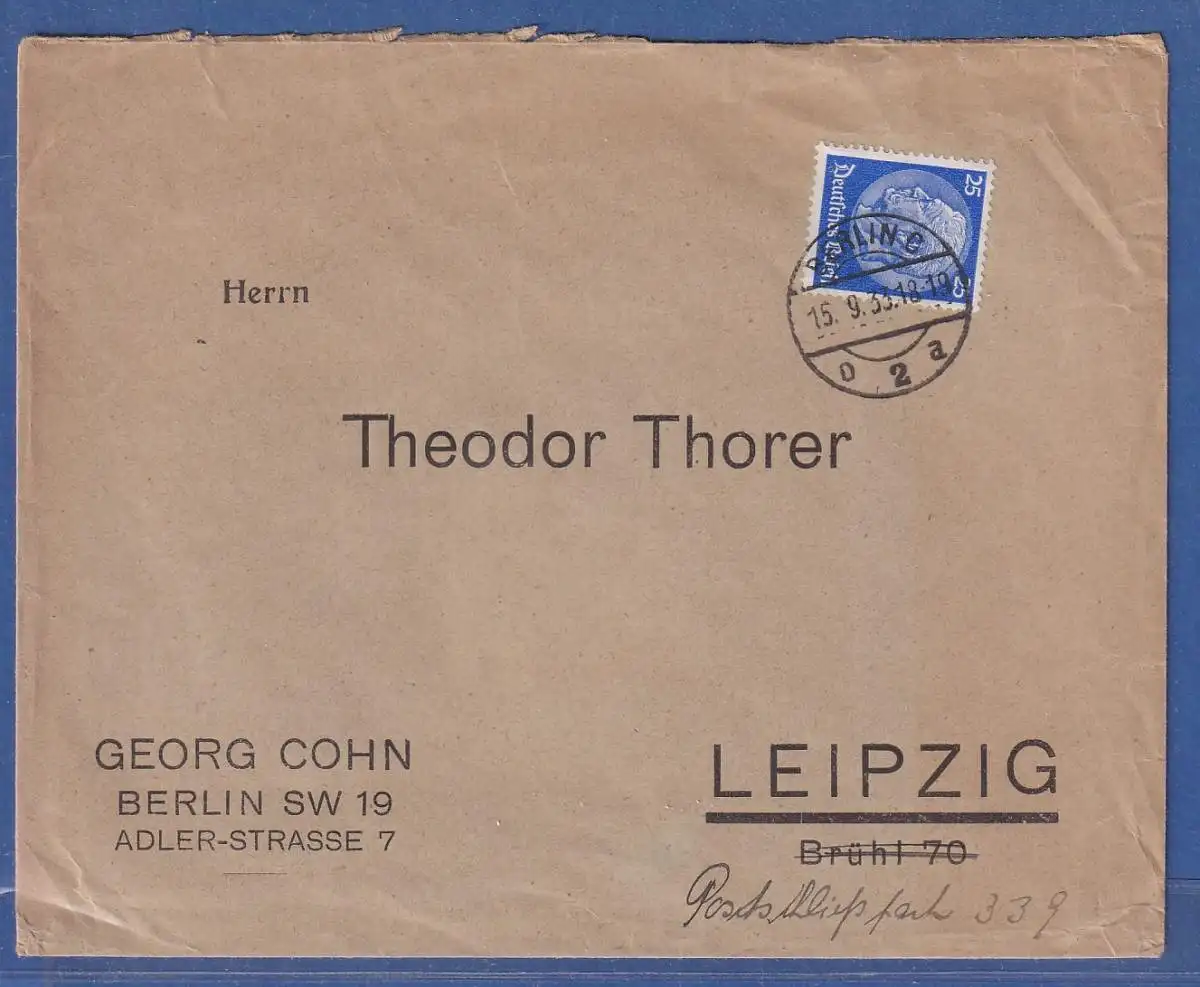 25
Deutsches Reich
25
BERLIN C
15. 9. 33. 18-19
o 2 a
Herrn
Theodor Thorer
GEORG COHN
BERLIN SW 19
ADLER-STRASSE 7
LEIPZIG
Brühl 70
Postschließfach 339